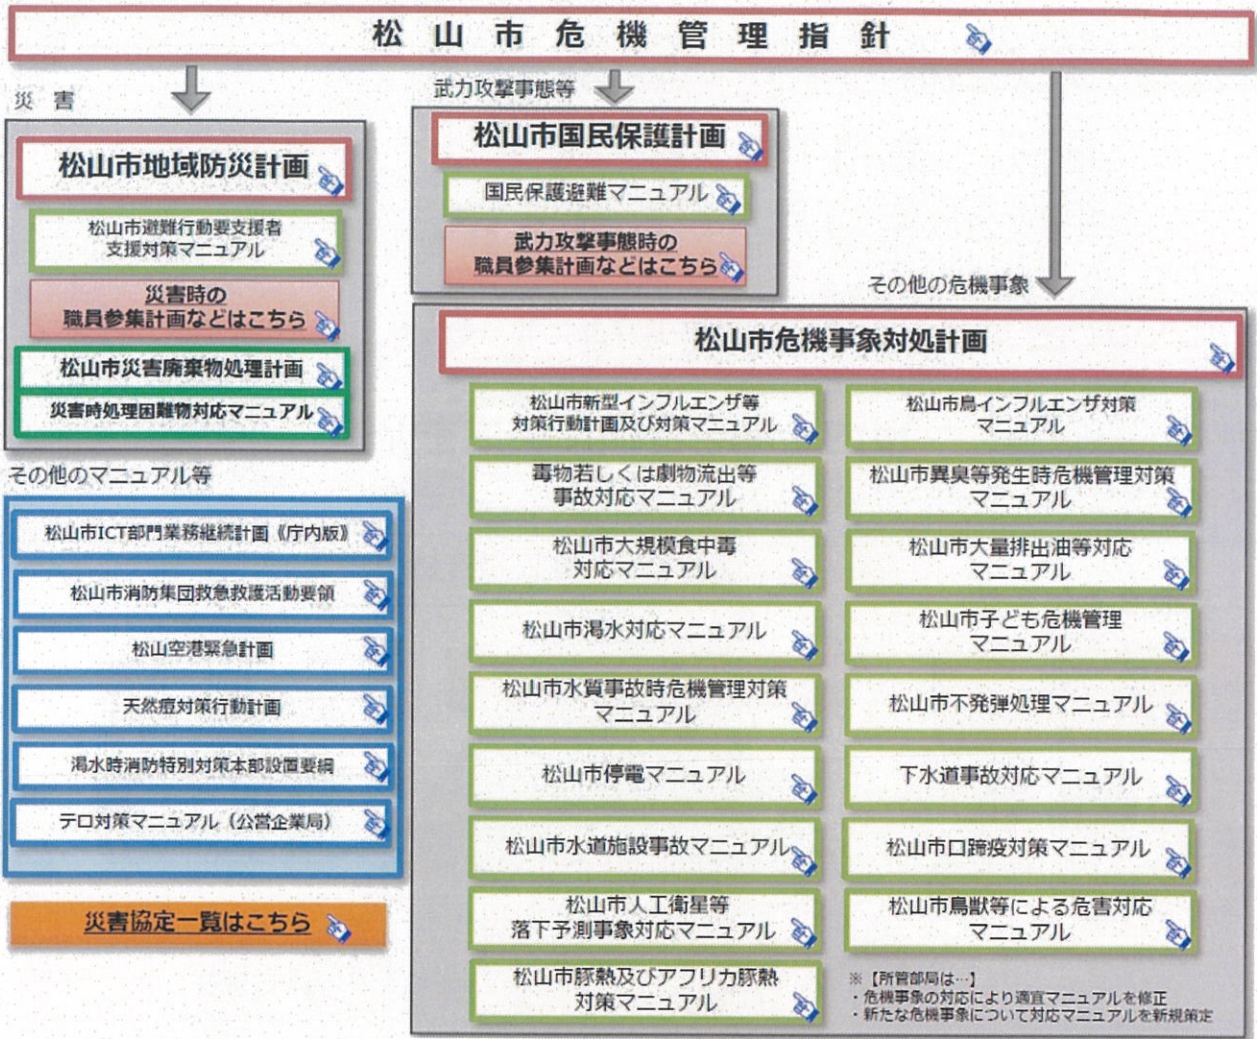 松山市危機管理指針
災 害
松山市地域防災計画
松山市避難行動要支援者
支援対策マニュアル
災害時の
職員参集計画などはこちら
松山市災害廃棄物処理計画
災害時処理困難物対応マニュアル
その他のマニュアル等
松山市ICT部門業務継続計画《庁内版》
松山市消防集団救急救護活動要領
松山空港緊急計画
天然痘対策行動計画
渇水時消防特別対策本部設置要綱
テロ対策マニュアル（公営企業局）
災害協定一覧はこちら
武力攻撃事態等
松山市国民保護計画
国民保護避難マニュアル
武力攻撃事態時の
職員参集計画などはこちら
その他の危機事象
松山市危機事象対処計画
松山市新型インフルエンザ等
対策行動計画及び対策マニュアル
松山市鳥インフルエンザ対策
マニュアル
毒物若しくは劇物流出等
事故対応マニュアル
松山市異臭等発生時危機管理対策
マニュアル
松山市大規模食中毒
対応マニュアル
松山市大量排出油等対応
マニュアル
松山市渇水対応マニュアル
松山市子ども危機管理
マニュアル
松山市水質事故時危機管理対策
マニュアル
松山市不発弾処理マニュアル
松山市停電マニュアル
下水道事故対応マニュアル
松山市水道施設事故マニュアル
松山市口蹄疫対策マニュアル
松山市人工衛星等
落下予測事象対応マニュアル
松山市鳥獣等による危害対応
マニュアル
松山市豚熱及びアフリカ豚熱
対策マニュアル
※【所管部局は…】
・危機事象の対応により適宜マニュアルを修正
・新たな危機事象について対応マニュアルを新規策定